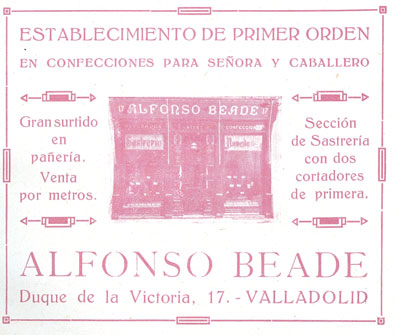 ESTABLECIMIENTO DE PRIMER ORDEN
EN CONFECCIONES PARA SEÑORA Y CABALLERO
Gran surtido
en
pañería.
Venta
por metros.
ALFONSO BEADE
Sección
de Sastrería
con dos
cortadores
de primera.
ALFONSO BEADE
Duque de la Victoria, 17. - VALLADOLID